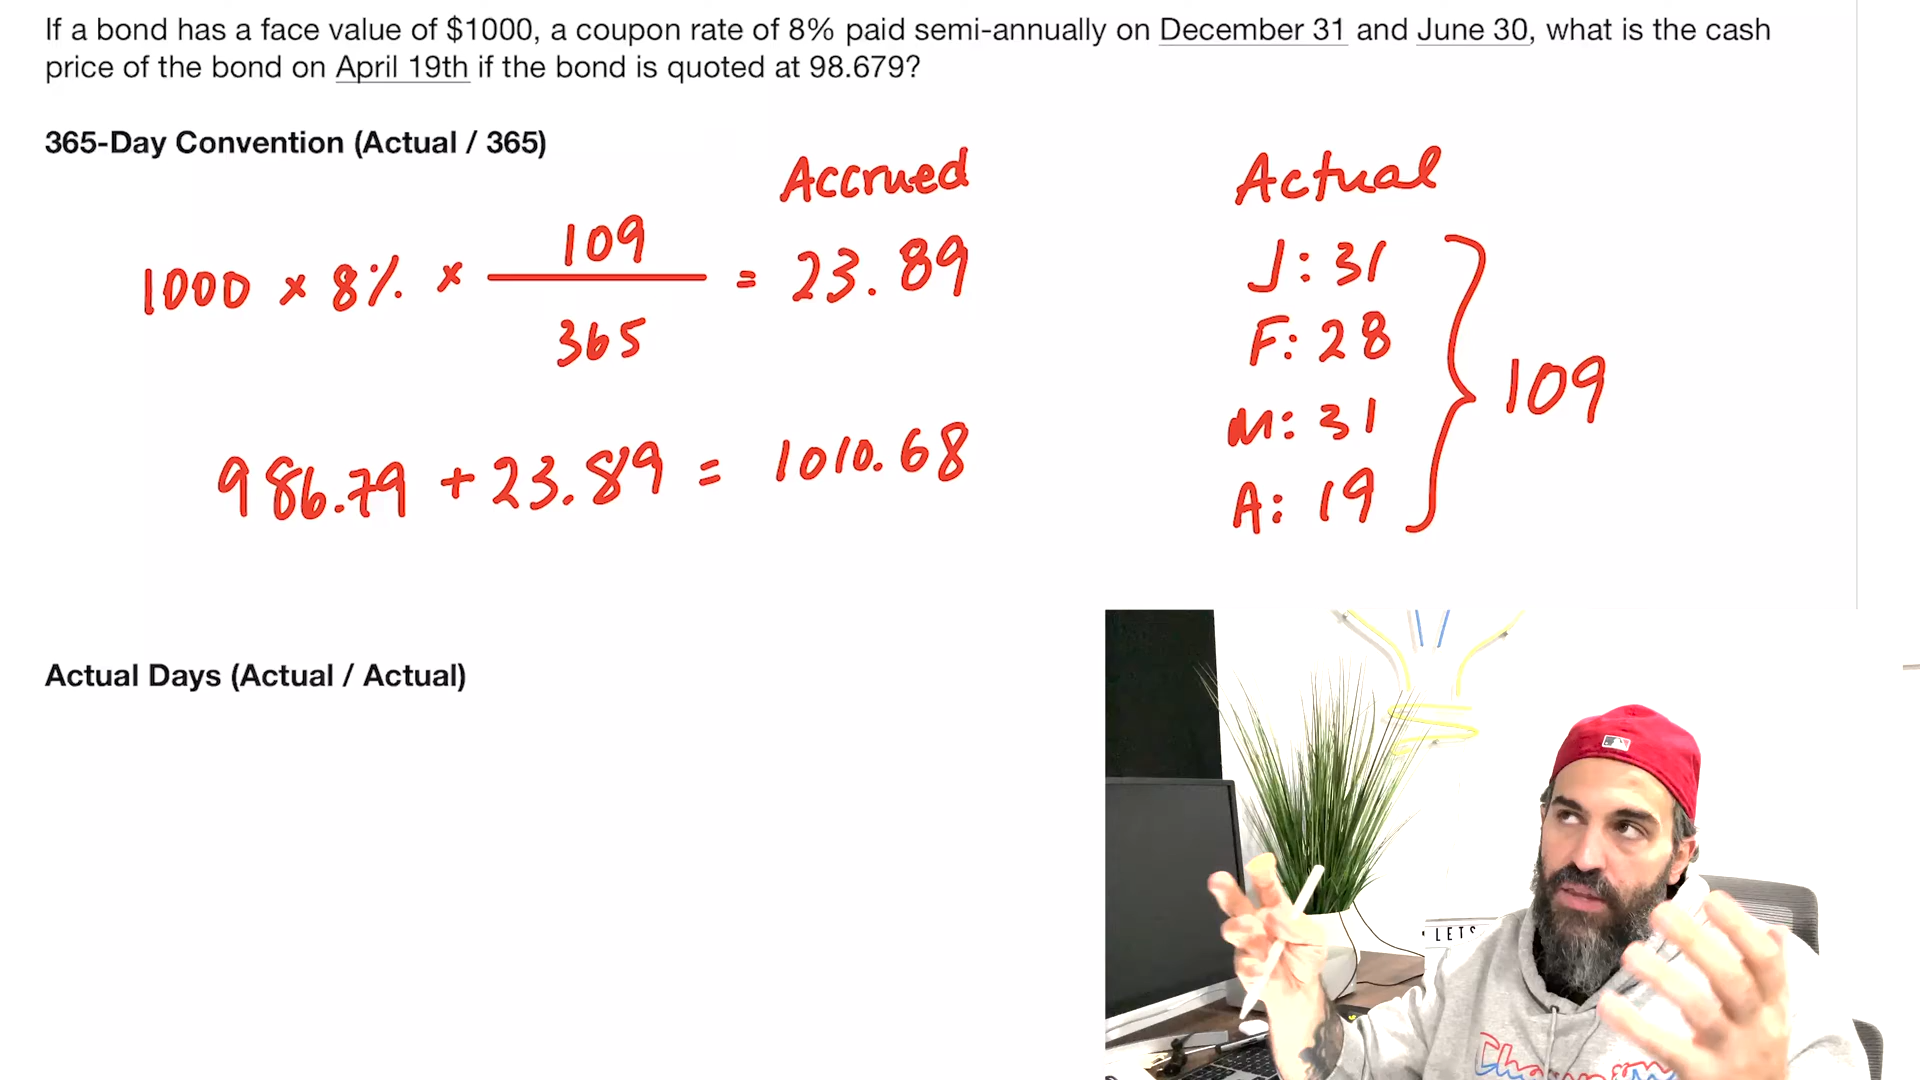 If a bond has a face value of $1000, a coupon rate of 8% paid semi-annually on December 31 and June 30, what is the cash
price of the bond on April 19th if the bond is quoted at 98.679?
365-Day Convention (Actual / 365)
Accrued
1000 × 8% × 109 / 365 = 23.89
986.79 + 23.89 = 1010.68
Actual
J: 31
F: 28
M: 31
A: 19
109
Actual Days (Actual / Actual)
LETS